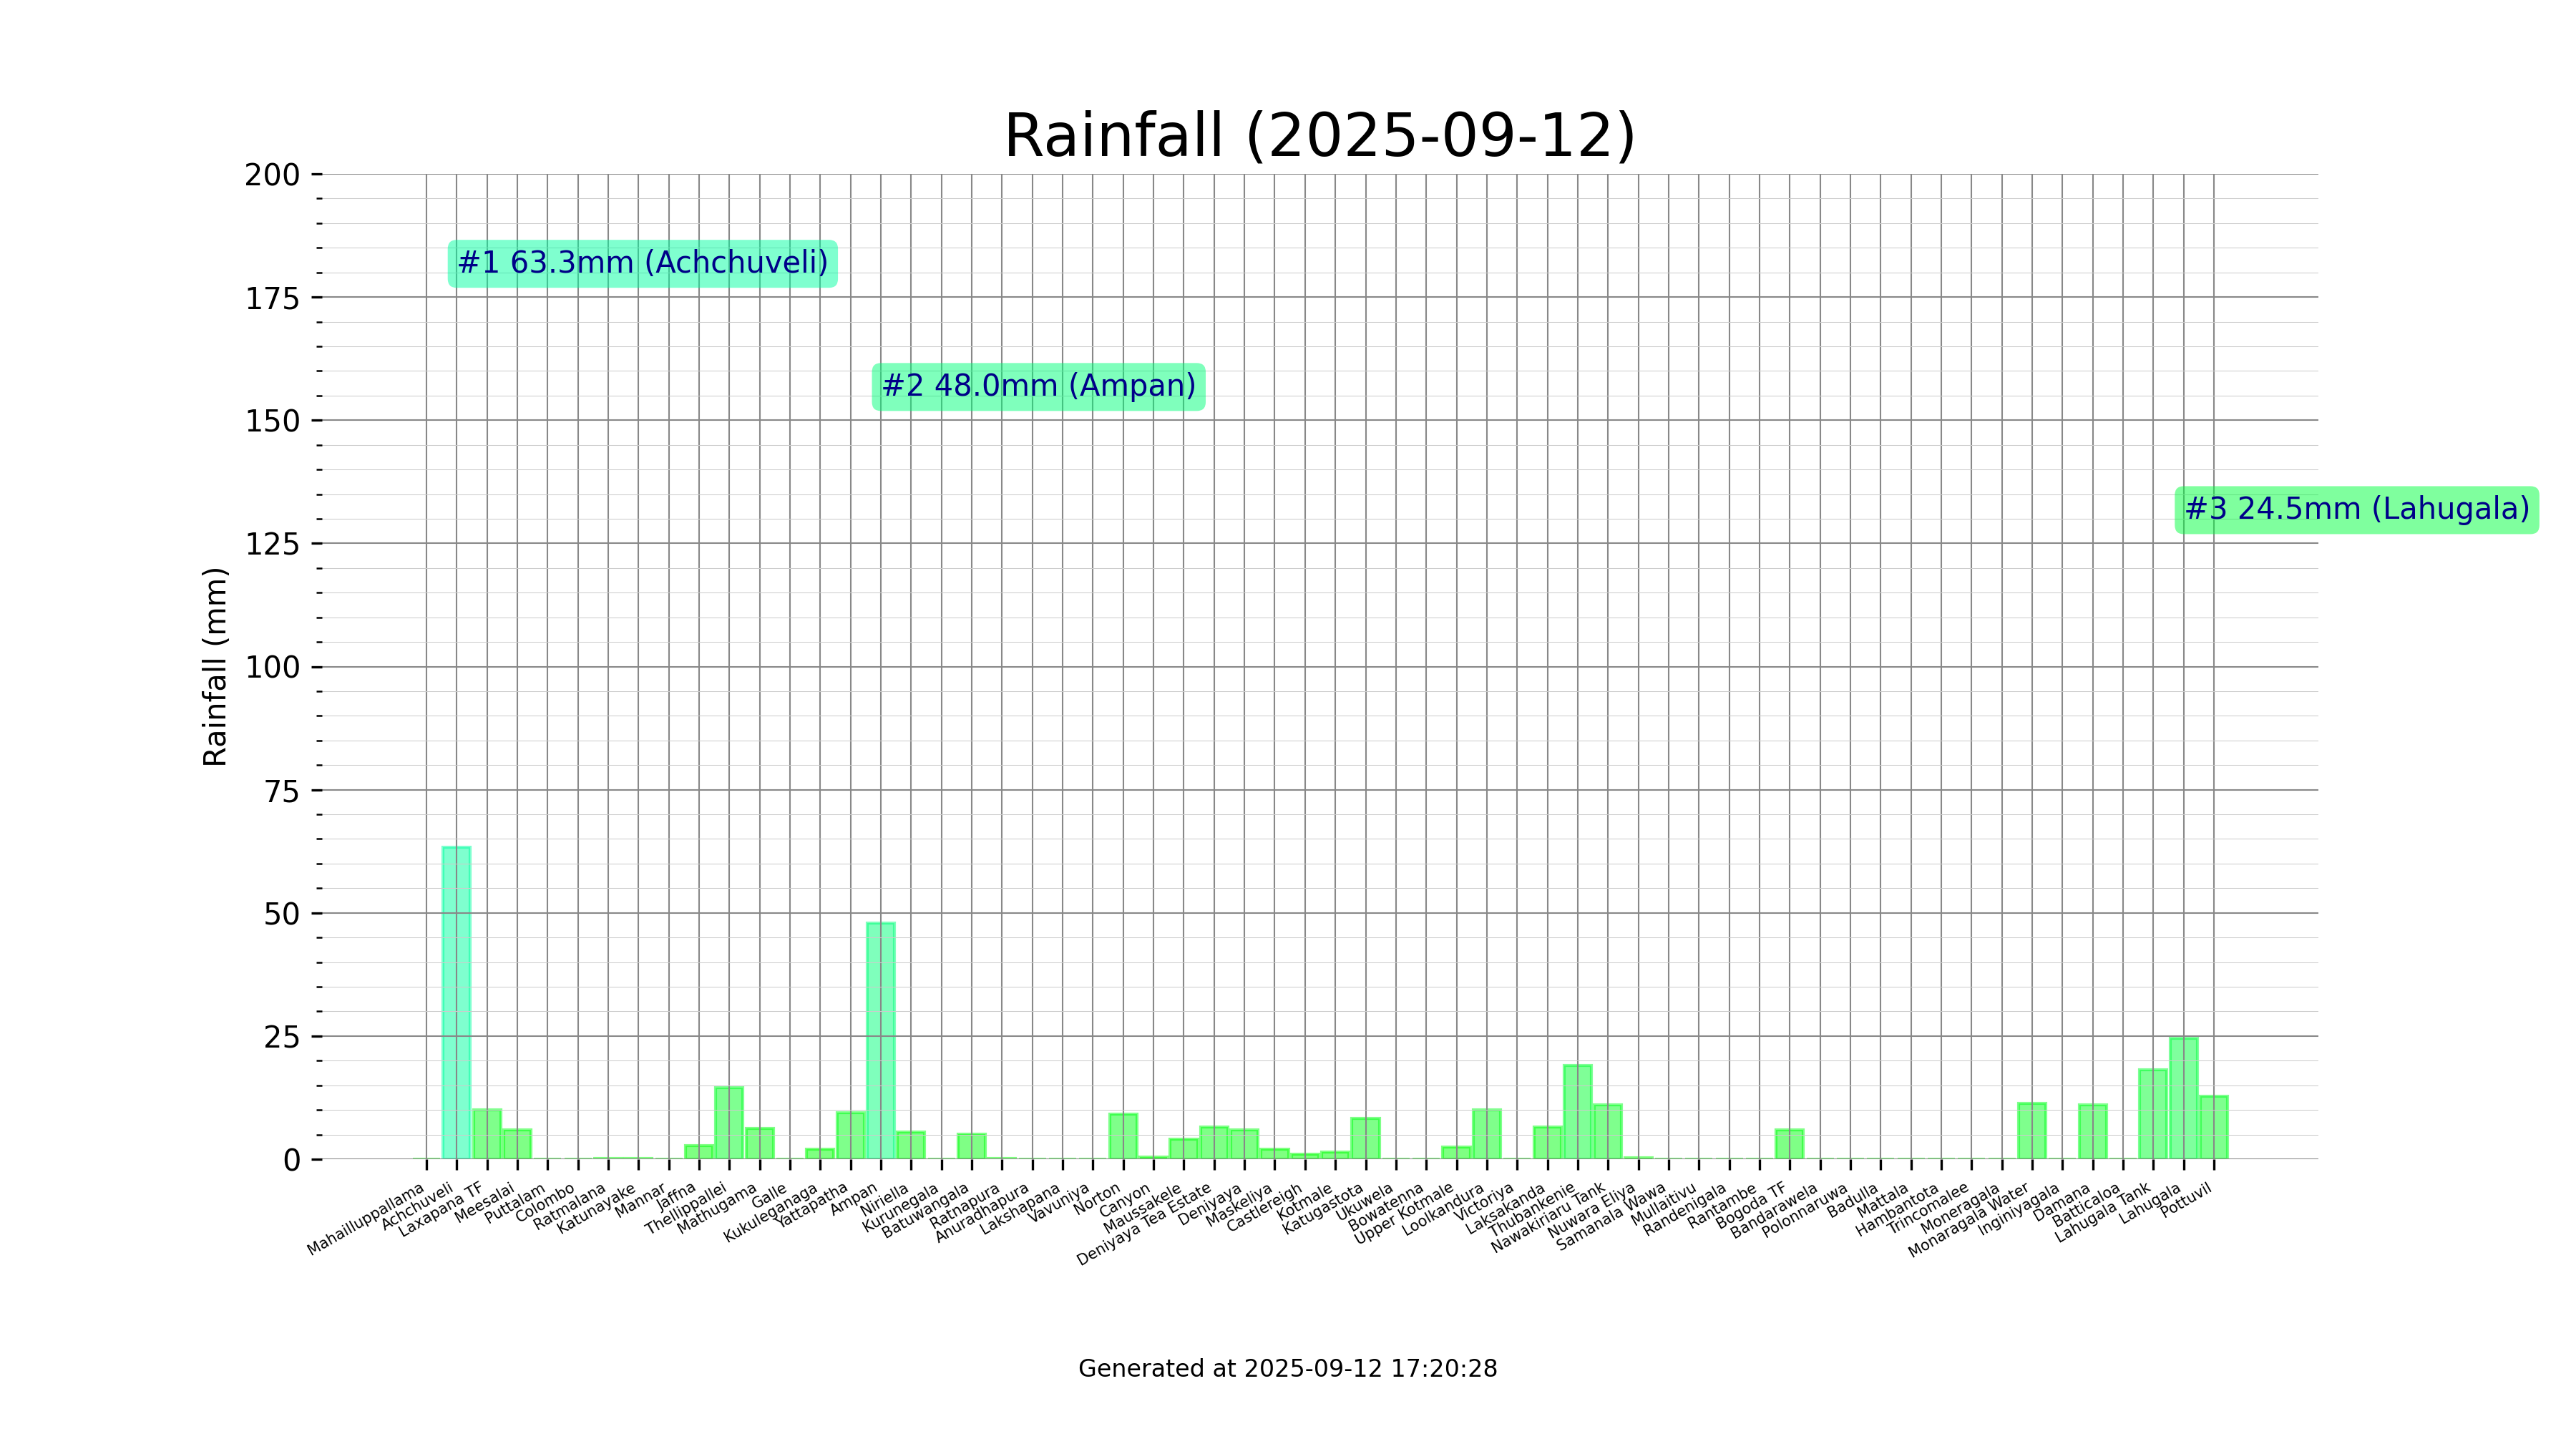 Rainfall (2025-09-12)
200
175
150
125
100
75
50
25
0
Rainfall (mm)
#1 63.3mm (Achchuveli)
#2 48.0mm (Ampan)
#3 24.5mm (Lahugala)
Mahailluppallama
Achchuveli
Laxapana TF
Meesalai
Puttalam
Colombo
Ratmalana
Katunayake
Mannar
Jaffna
Thellippallei
Mathugama
Galle
Kukuleganaga
Yattapatha
Ampan
Niriella
Kurunegala
Batuwangala
Ratnapura
Anuradhapura
Lakshapana
Vavuniya
Norton
Canyon
Maussakele
Deniyaya Tea Estate
Deniyaya
Maskeliya
Castlereigh
Kotmale
Katugastota
Ukuwela
Bowatenna
Upper Kotmale
Loolkandura
Victoriya
Laksakanda
Thubankenie
Nawakiriaru Tank
Nuwara Eliya
Samanala Wawa
Mullaitivu
Randenigala
Rantambe
Bogoda TF
Bandarawela
Polonnaruwa
Badulla
Mattala
Hambantota
Trincomalee
Moneragala
Monaragala Water
Inginiyagala
Damana
Batticaloa
Lahugala Tank
Lahugala
Pottuvil
Generated at 2025-09-12 17:20:28